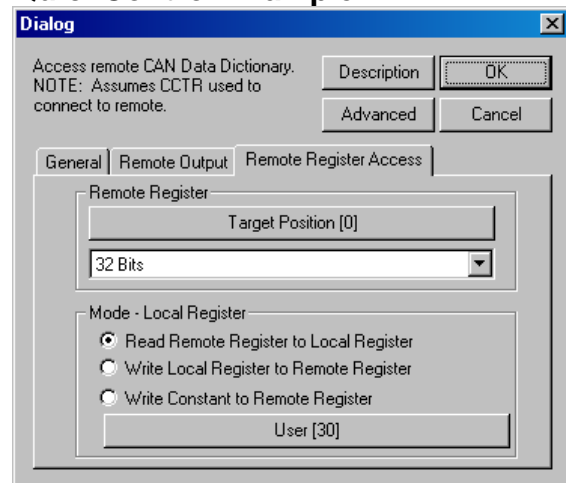 Dialog
Access remote CAN Data Dictionary.
NOTE: Assumes CCTR used to
connect to remote.
Description
OK
Advanced
Cancel
General
Remote Output
Remote Register Access
Remote Register
Target Position [0]
32 Bits
Mode - Local Register
Read Remote Register to Local Register
Write Local Register to Remote Register
Write Constant to Remote Register
User [30]